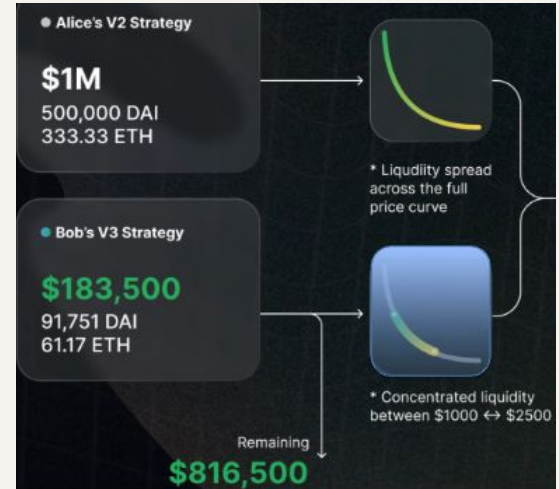 Alice's V2 Strategy
$1M
500,000 DAI
333.33 ETH
* Liqudiity spread
across the full
price curve
Bob's V3 Strategy
$183,500
91,751 DAI
61.17 ETH
* Concentrated liquidity
between $1000 ↔ $2500
Remaining
$816,500